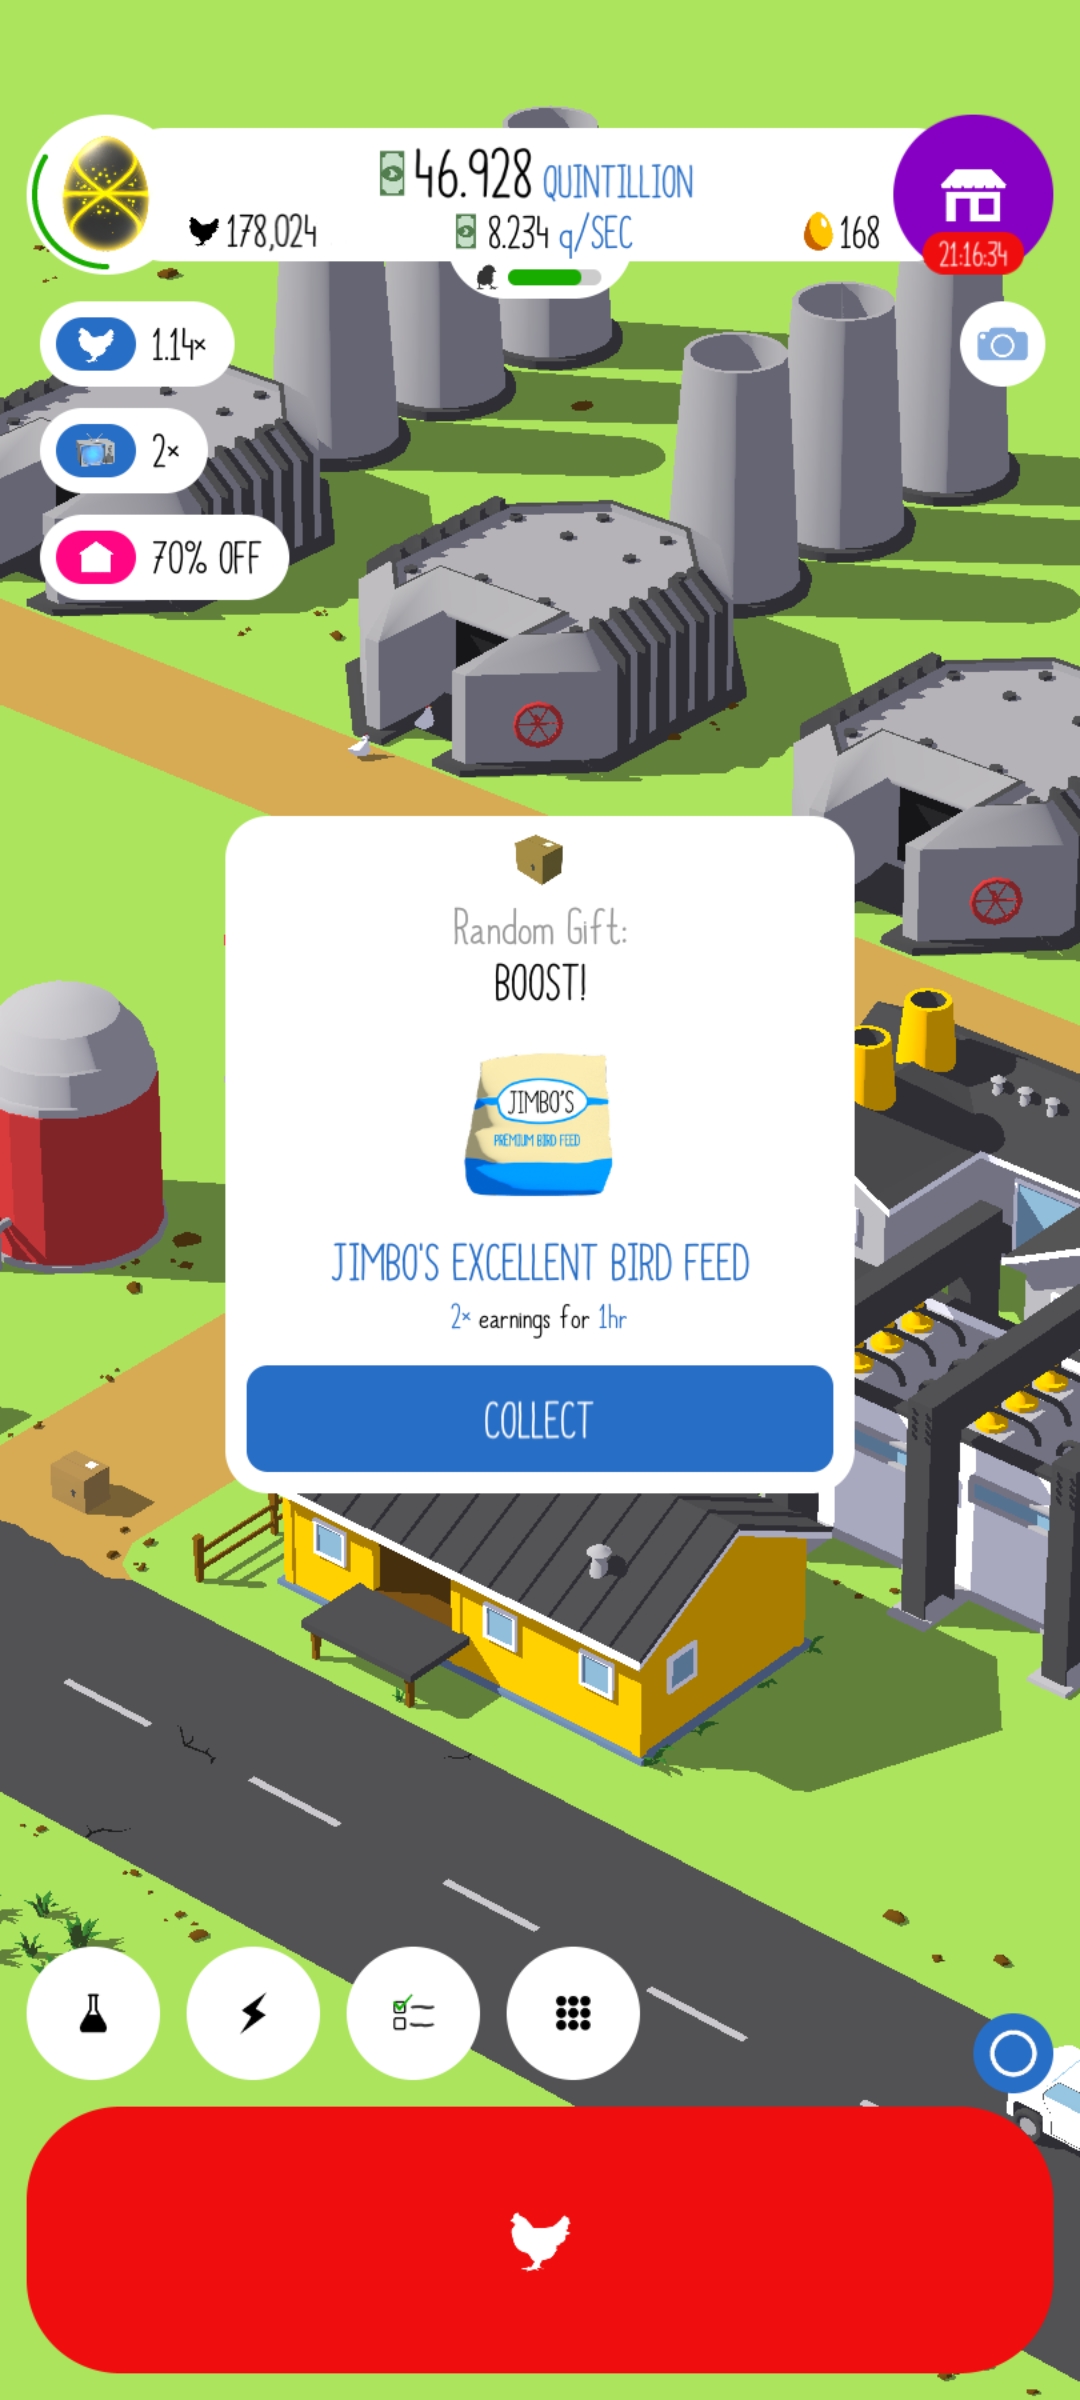 46.928 QUINTILLION
178,024
8.234 q/SEC
168
21:16:34
1.14×
2×
70% OFF
Random Gift:
BOOST!
JIMBO'S
PREMIUM BIRD FEED
JIMBO'S EXCELLENT BIRD FEED
2× earnings for 1hr
COLLECT